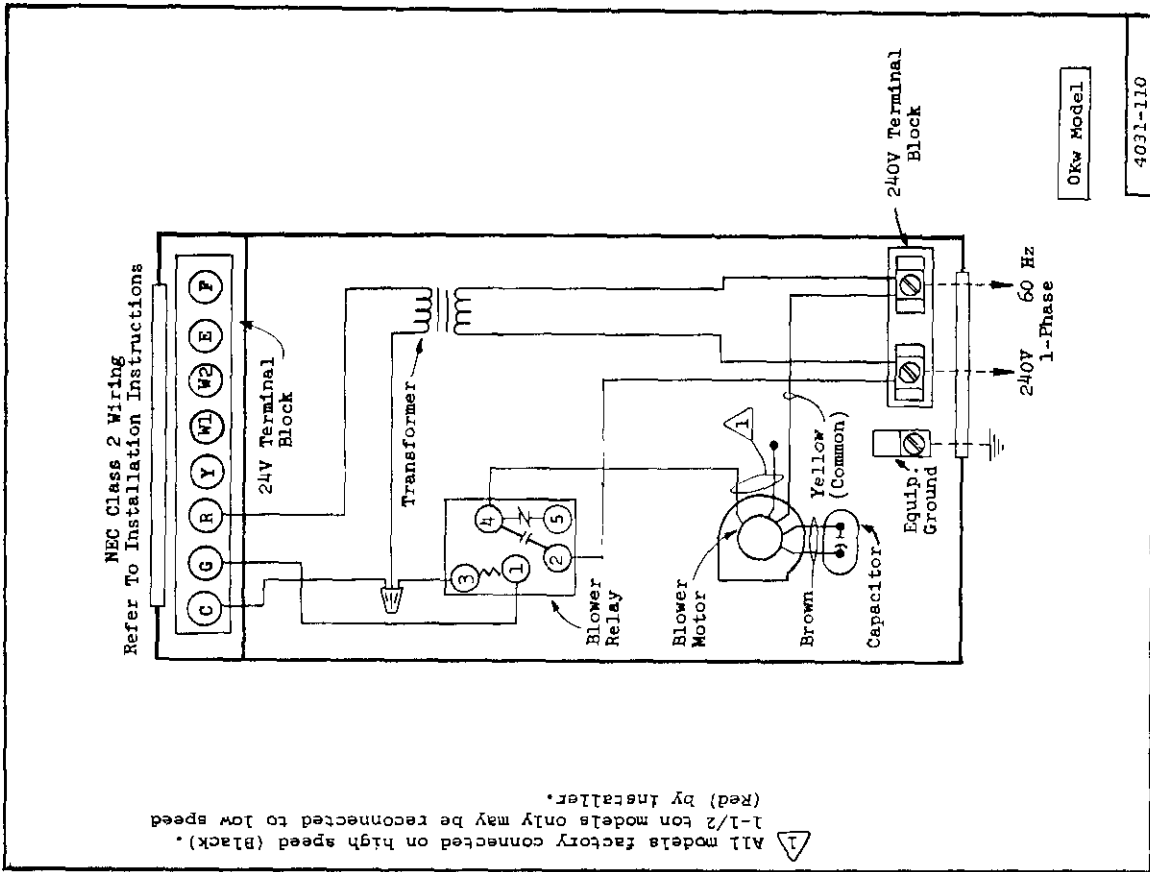 NEC Class 2 Wiring
Refer To Installation Instructions
C G R Y W1 W2 E F
24V Terminal
Block
Transformer
3 1 4 2 5
Blower
Relay
Blower
Motor
1
Brown
Yellow
(Common)
Capacitor
Equip.
Ground
240V Terminal
Block
240V 60 Hz
1-Phase
0Kw Model
4031-110
1 All models factory connected on high speed (Black).
1-1/2 ton models only may be reconnected to low speed
(Red) by installer.